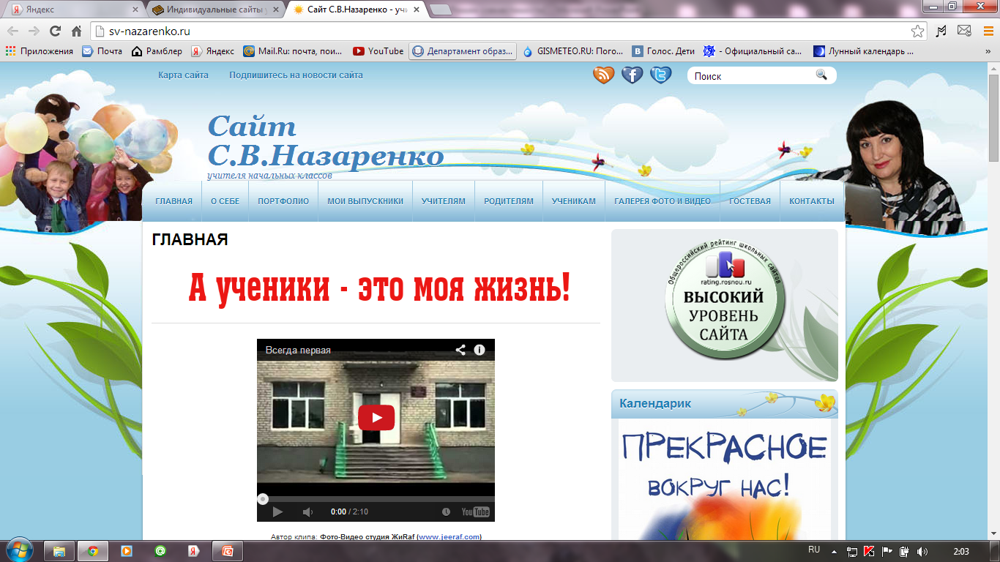 Яндекс
Индивидуальные сайты у
Сайт С.В.Назаренко - учи
sv-nazarenko.ru
Приложения
Почта
Рамблер
Яндекс
Mail.Ru: почта, пои...
YouTube
Департамент образ...
GISMETEO.RU: Пого...
Голос. Дети
- Официальный са...
Лунный календарь ...
»
Карта сайта
Подпишитесь на новости сайта
Поиск
Сайт
С.В.Назаренко
учителя начальных классов
ГЛАВНАЯ
О СЕБЕ
ПОРТФОЛИО
МОИ ВЫПУСКНИКИ
УЧИТЕЛЯМ
РОДИТЕЛЯМ
УЧЕНИКАМ
ГАЛЕРЕЯ ФОТО И ВИДЕО
ГОСТЕВАЯ
КОНТАКТЫ
ГЛАВНАЯ
А ученики - это моя жизнь!
Всегда первая
0:00 / 2:10
YouTube
Автор клипа: Фото-Видео студия ЖиRaf (www.jeeraf.com)
Общероссийский рейтинг школьных сайтов
rating.rosnou.ru
ВЫСОКИЙ
УРОВЕНЬ
САЙТА
Календарик
ПРЕКРАСНОЕ
ВОКРУГ НАС!
RU
2:03